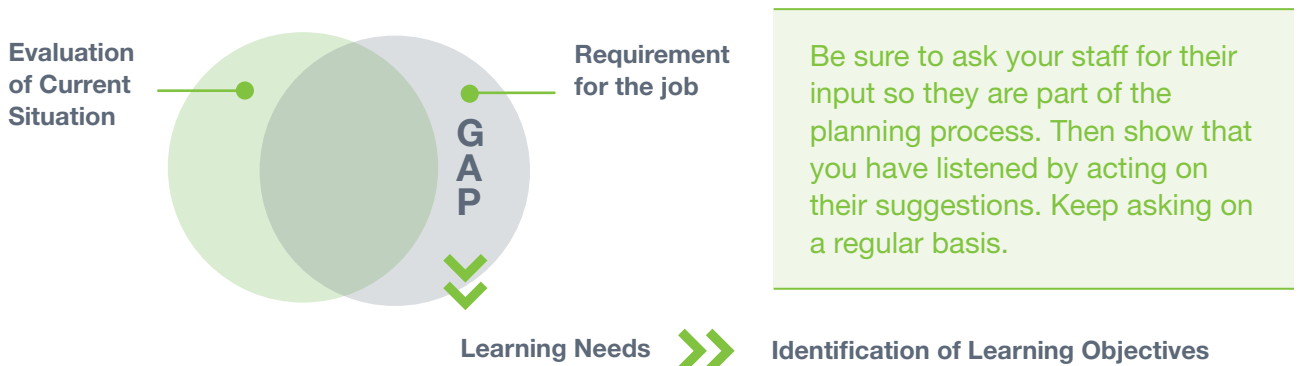 Evaluation
of Current
Situation
Requirement
for the job
G
A
P
Be sure to ask your staff for their
input so they are part of the
planning process. Then show that
you have listened by acting on
their suggestions. Keep asking on
a regular basis.
Learning Needs
Identification of Learning Objectives